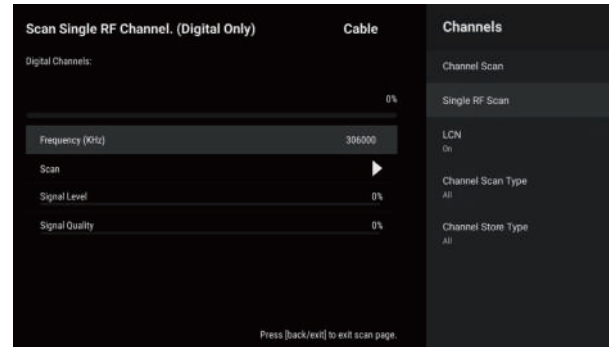 Scan Single RF Channel. (Digital Only) Cable
Digital Channels:
0%
Frequency (KHz) 306000
Scan
Signal Level 0%
Signal Quality 0%
Press [back/exit] to exit scan page.
Channels
Channel Scan
Single RF Scan
LCN
On
Channel Scan Type
All
Channel Store Type
All